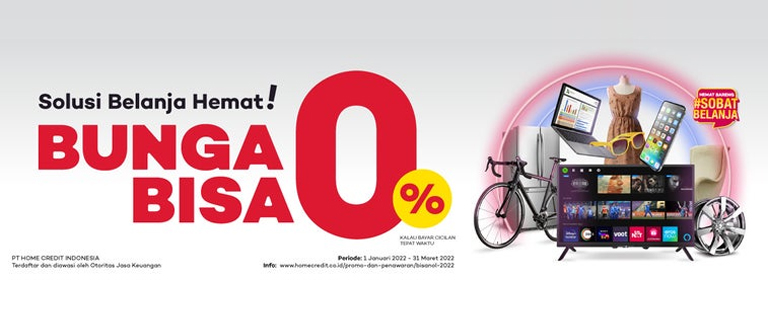 Solusi Belanja Hemat!
BUNGA
BISA
0%
KALAU BAYAR CICILAN
TEPAT WAKTU
HEMAT BARENG
#SOBAT
BELANJA
PT HOME CREDIT INDONESIA
Terdaftar dan diawasi oleh Otoritas Jasa Keuangan
Periode: 1 Januari 2022 - 31 Maret 2022
Info: www.homecredit.co.id/promo-dan-penawaran/bisanol-2022
voot